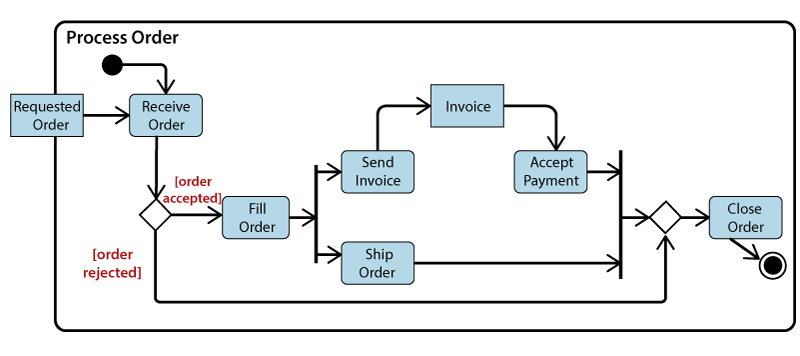 Process Order
Requested
Order
Receive
Order
[order
accepted]
[order
rejected]
Fill
Order
Send
Invoice
Ship
Order
Invoice
Accept
Payment
Close
Order